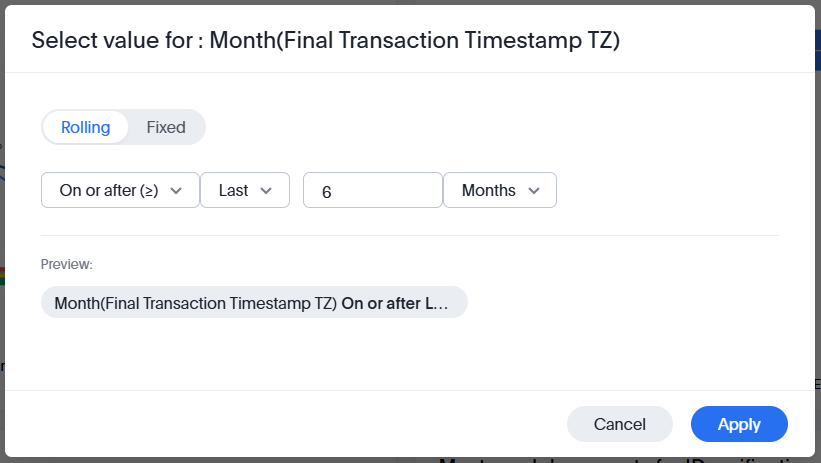 Select value for : Month(Final Transaction Timestamp TZ)
Rolling Fixed
On or after (≥) Last 6 Months
Preview:
Month(Final Transaction Timestamp TZ) On or after L...
Cancel Apply